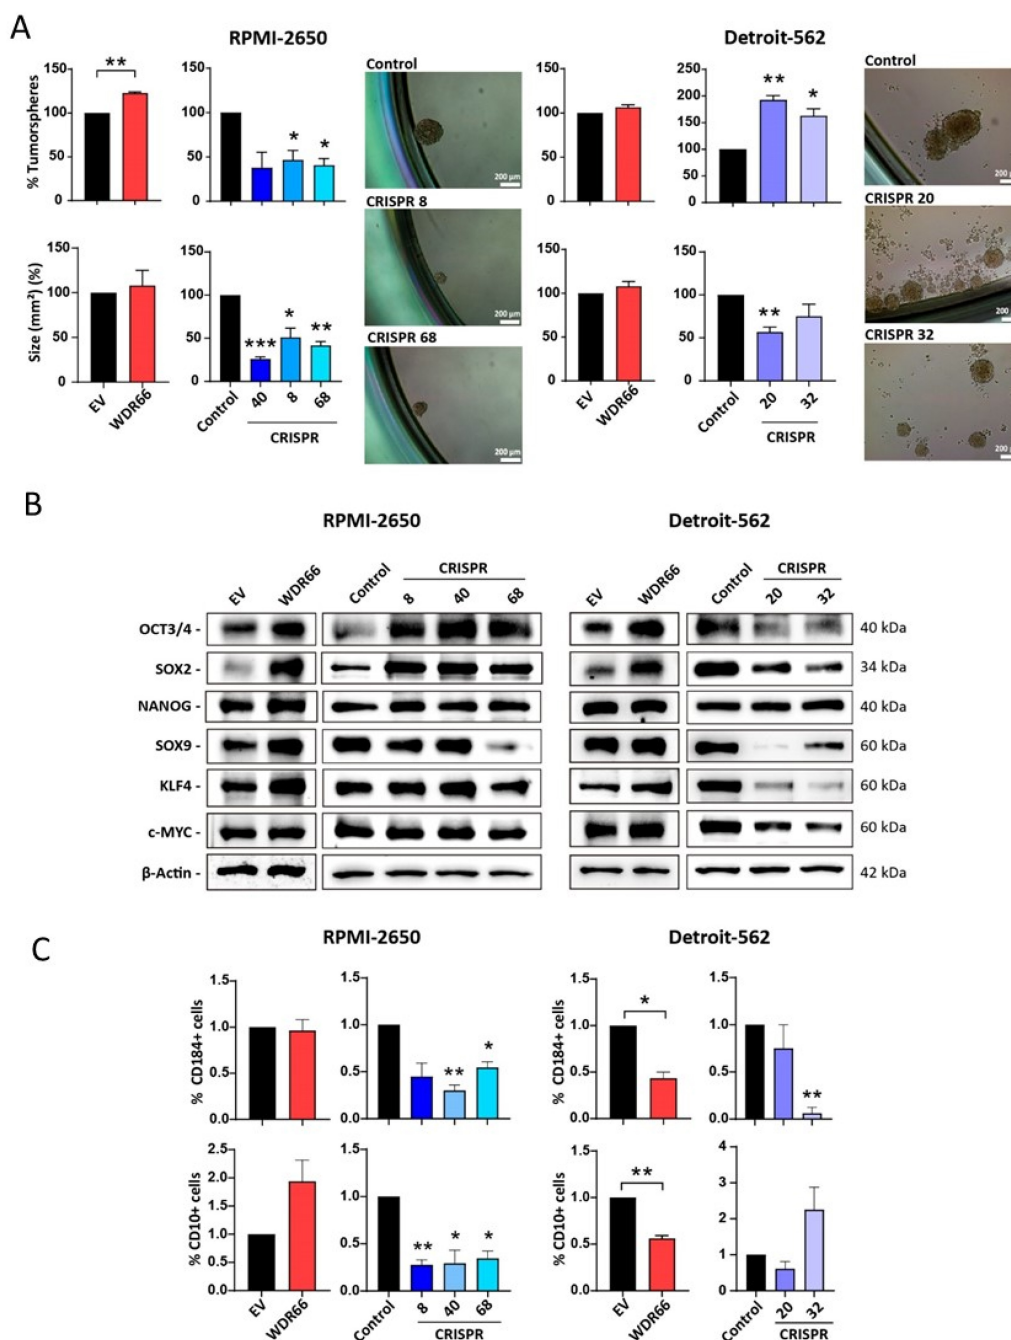 A
RPMI-2650
Detroit-562
% Tumorspheres
150
100
50
0
**
150
100
50
0
*
*
Control
200 µm
150
100
50
0
250
200
150
100
50
0
**
*
Control
200 µm
CRISPR 8
200 µm
CRISPR 20
200 µm
Size (mm²) (%)
150
100
50
0
EV
WDR66
150
100
50
0
***
*
**
Control
40
8
68
CRISPR
CRISPR 68
200 µm
150
100
50
0
EV
WDR66
150
100
50
0
**
Control
20
32
CRISPR
CRISPR 32
200 µm
B
RPMI-2650
Detroit-562
EV
WDR66
Control
CRISPR
8
40
68
EV
WDR66
Control
CRISPR
20
32
OCT3/4 -
40 kDa
SOX2 -
34 kDa
NANOG -
40 kDa
SOX9 -
60 kDa
KLF4 -
60 kDa
c-MYC -
60 kDa
β-Actin -
42 kDa
C
RPMI-2650
Detroit-562
% CD184+ cells
1.5
1.0
0.5
0.0
1.5
1.0
0.5
0.0
**
*
% CD184+ cells
1.5
1.0
0.5
0.0
*
1.5
1.0
0.5
0.0
**
% CD10+ cells
2.5
2.0
1.5
1.0
0.5
0.0
EV
WDR66
1.5
1.0
0.5
0.0
**
*
*
Control
8
40
68
CRISPR
% CD10+ cells
1.5
1.0
0.5
0.0
**
EV
WDR66
4
3
2
1
0
Control
20
32
CRISPR